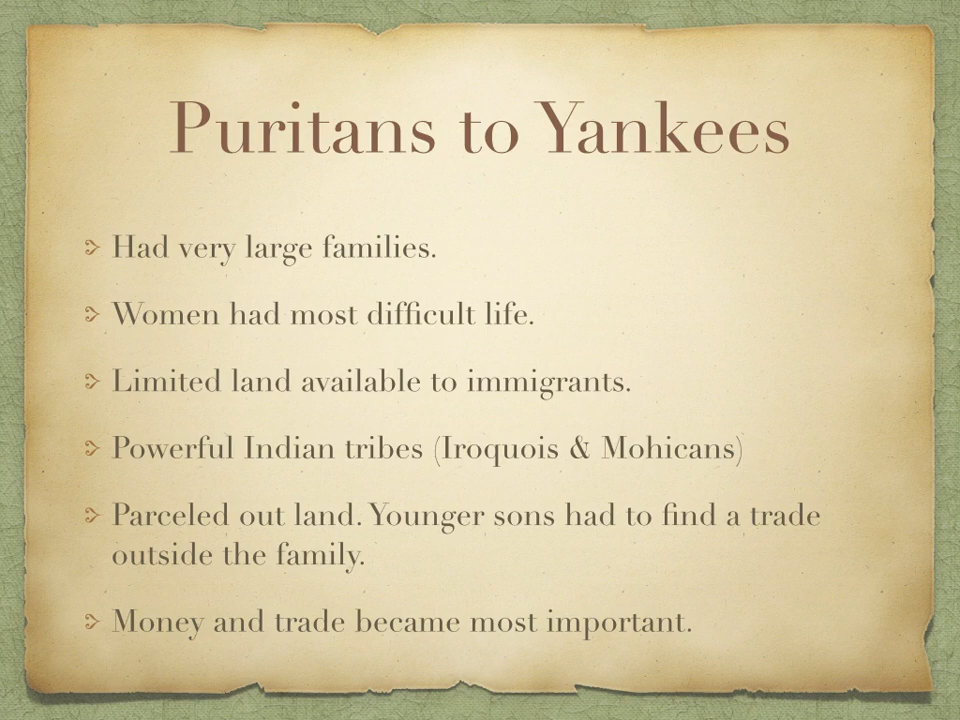 Puritans to Yankees
Had very large families.
Women had most difficult life.
Limited land available to immigrants.
Powerful Indian tribes (Iroquois & Mohicans)
Parceled out land. Younger sons had to find a trade
outside the family.
Money and trade became most important.